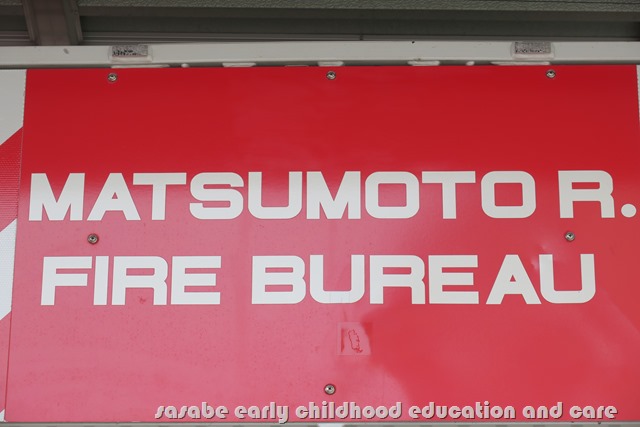 MATSUMOTO R.
FIRE BUREAU
sasabe early childhood education and care